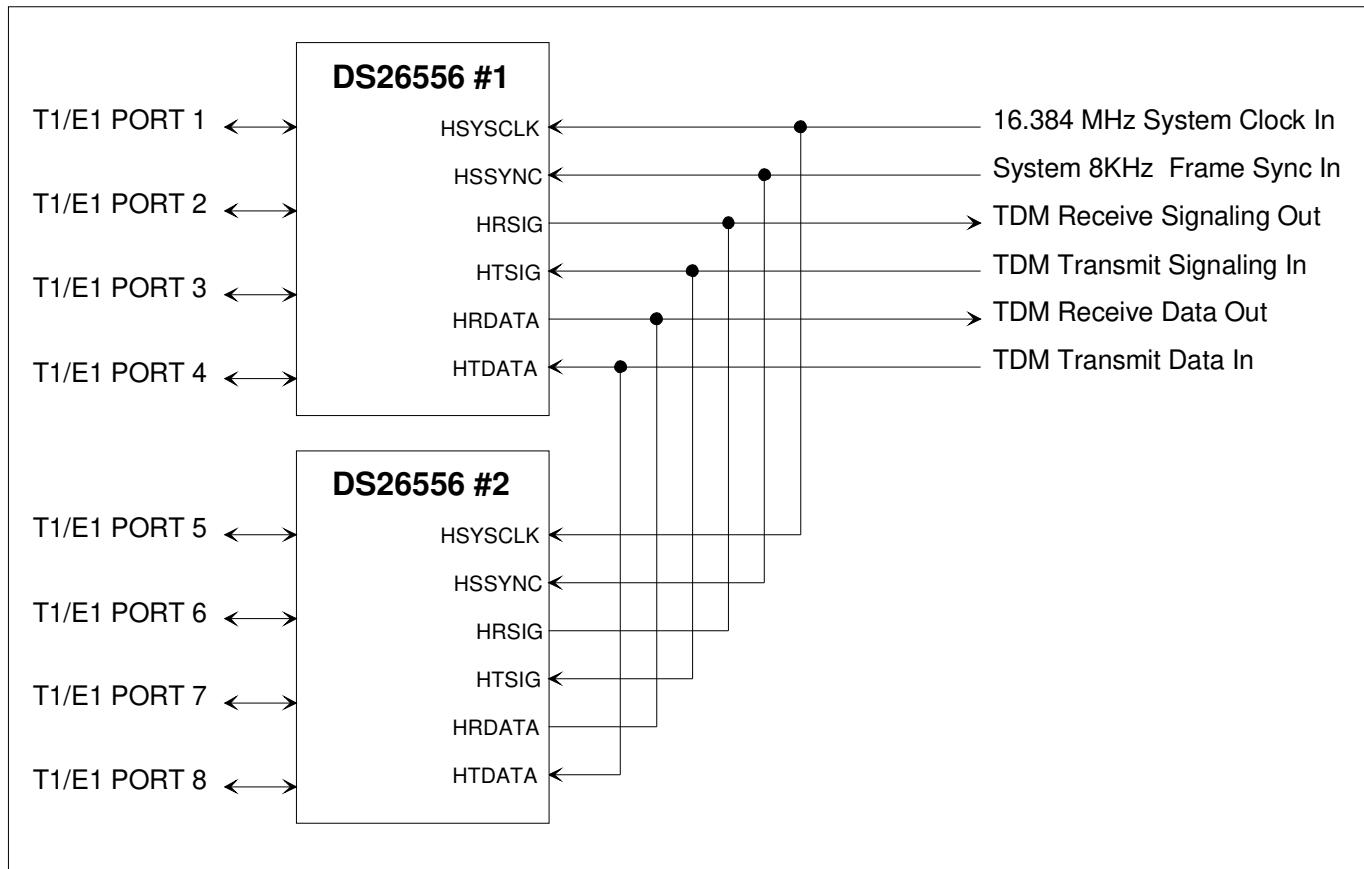 DS26556 #1
T1/E1 PORT 1
T1/E1 PORT 2
T1/E1 PORT 3
T1/E1 PORT 4
HSYSCLK
HSSYNC
HRSIG
HTSIG
HRDATA
HTDATA
16.384 MHz System Clock In
System 8KHz Frame Sync In
TDM Receive Signaling Out
TDM Transmit Signaling In
TDM Receive Data Out
TDM Transmit Data In
DS26556 #2
T1/E1 PORT 5
T1/E1 PORT 6
T1/E1 PORT 7
T1/E1 PORT 8
HSYSCLK
HSSYNC
HRSIG
HTSIG
HRDATA
HTDATA